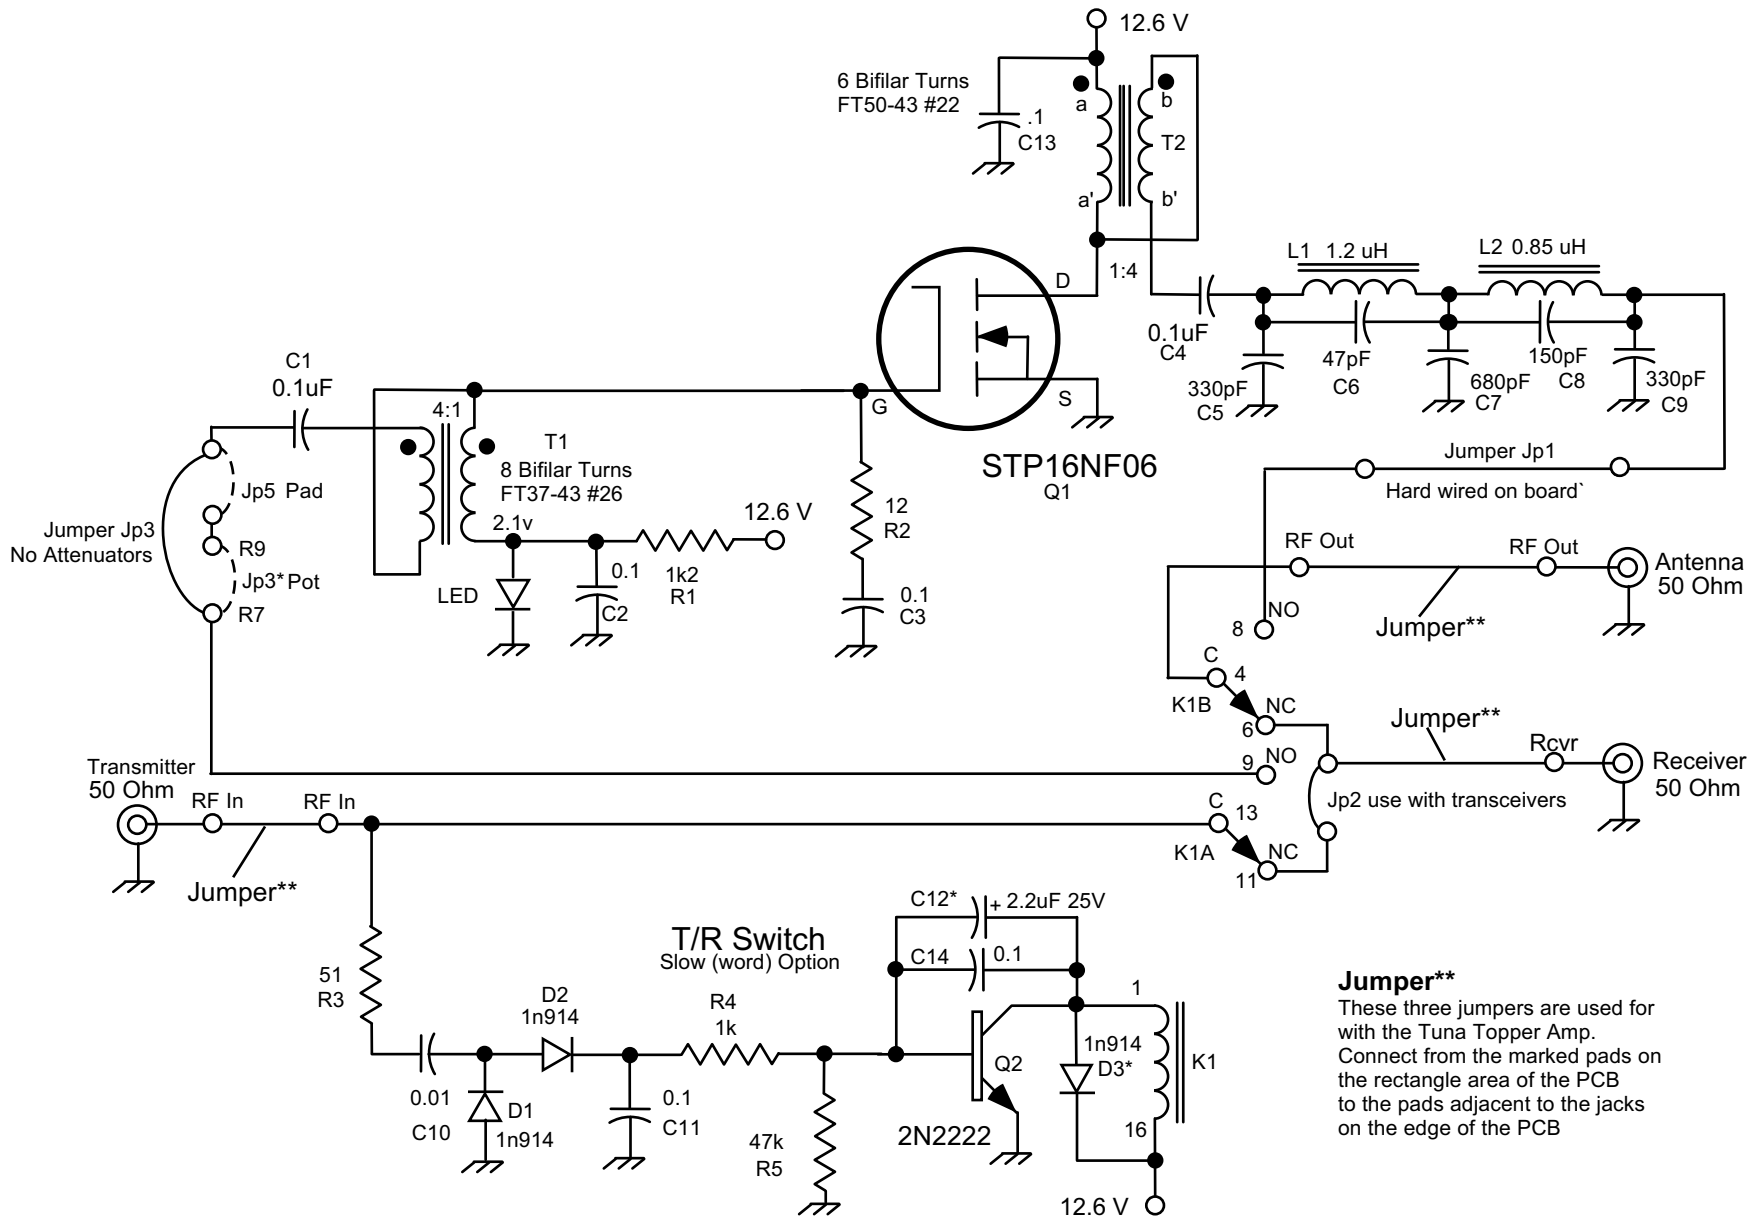 12.6 V
6 Bifilar Turns
FT50-43 #22
a
b
.1
C13
T2
a'
b'
1:4
D
G
S
STP16NF06
Q1
0.1uF
C4
L1 1.2 uH
L2 0.85 uH
330pF
C5
47pF
C6
680pF
C7
150pF
C8
330pF
C9
C1
0.1uF
4:1
T1
8 Bifilar Turns
FT37-43 #26
2.1v
12.6 V
Jp5 Pad
Jumper Jp3
No Attenuators
R9
Jp3* Pot
R7
LED
0.1
C2
1k2
R1
12
R2
0.1
C3
Jumper Jp1
Hard wired on board`
RF Out
RF Out
Antenna
50 Ohm
Jumper**
NO
8
C
4
K1B
NC
6
Jumper**
Rcvr
Receiver
50 Ohm
NO
9
Jp2 use with transceivers
C
13
K1A
NC
11
Transmitter
50 Ohm
RF In
RF In
Jumper**
51
R3
T/R Switch
Slow (word) Option
C12*
+ 2.2uF 25V
C14
0.1
D2
1n914
R4
1k
0.01
C10
D1
1n914
0.1
C11
47k
R5
Q2
2N2222
1n914
D3*
1
K1
16
12.6 V
Jumper**
These three jumpers are used for
with the Tuna Topper Amp.
Connect from the marked pads on
the rectangle area of the PCB
to the pads adjacent to the jacks
on the edge of the PCB